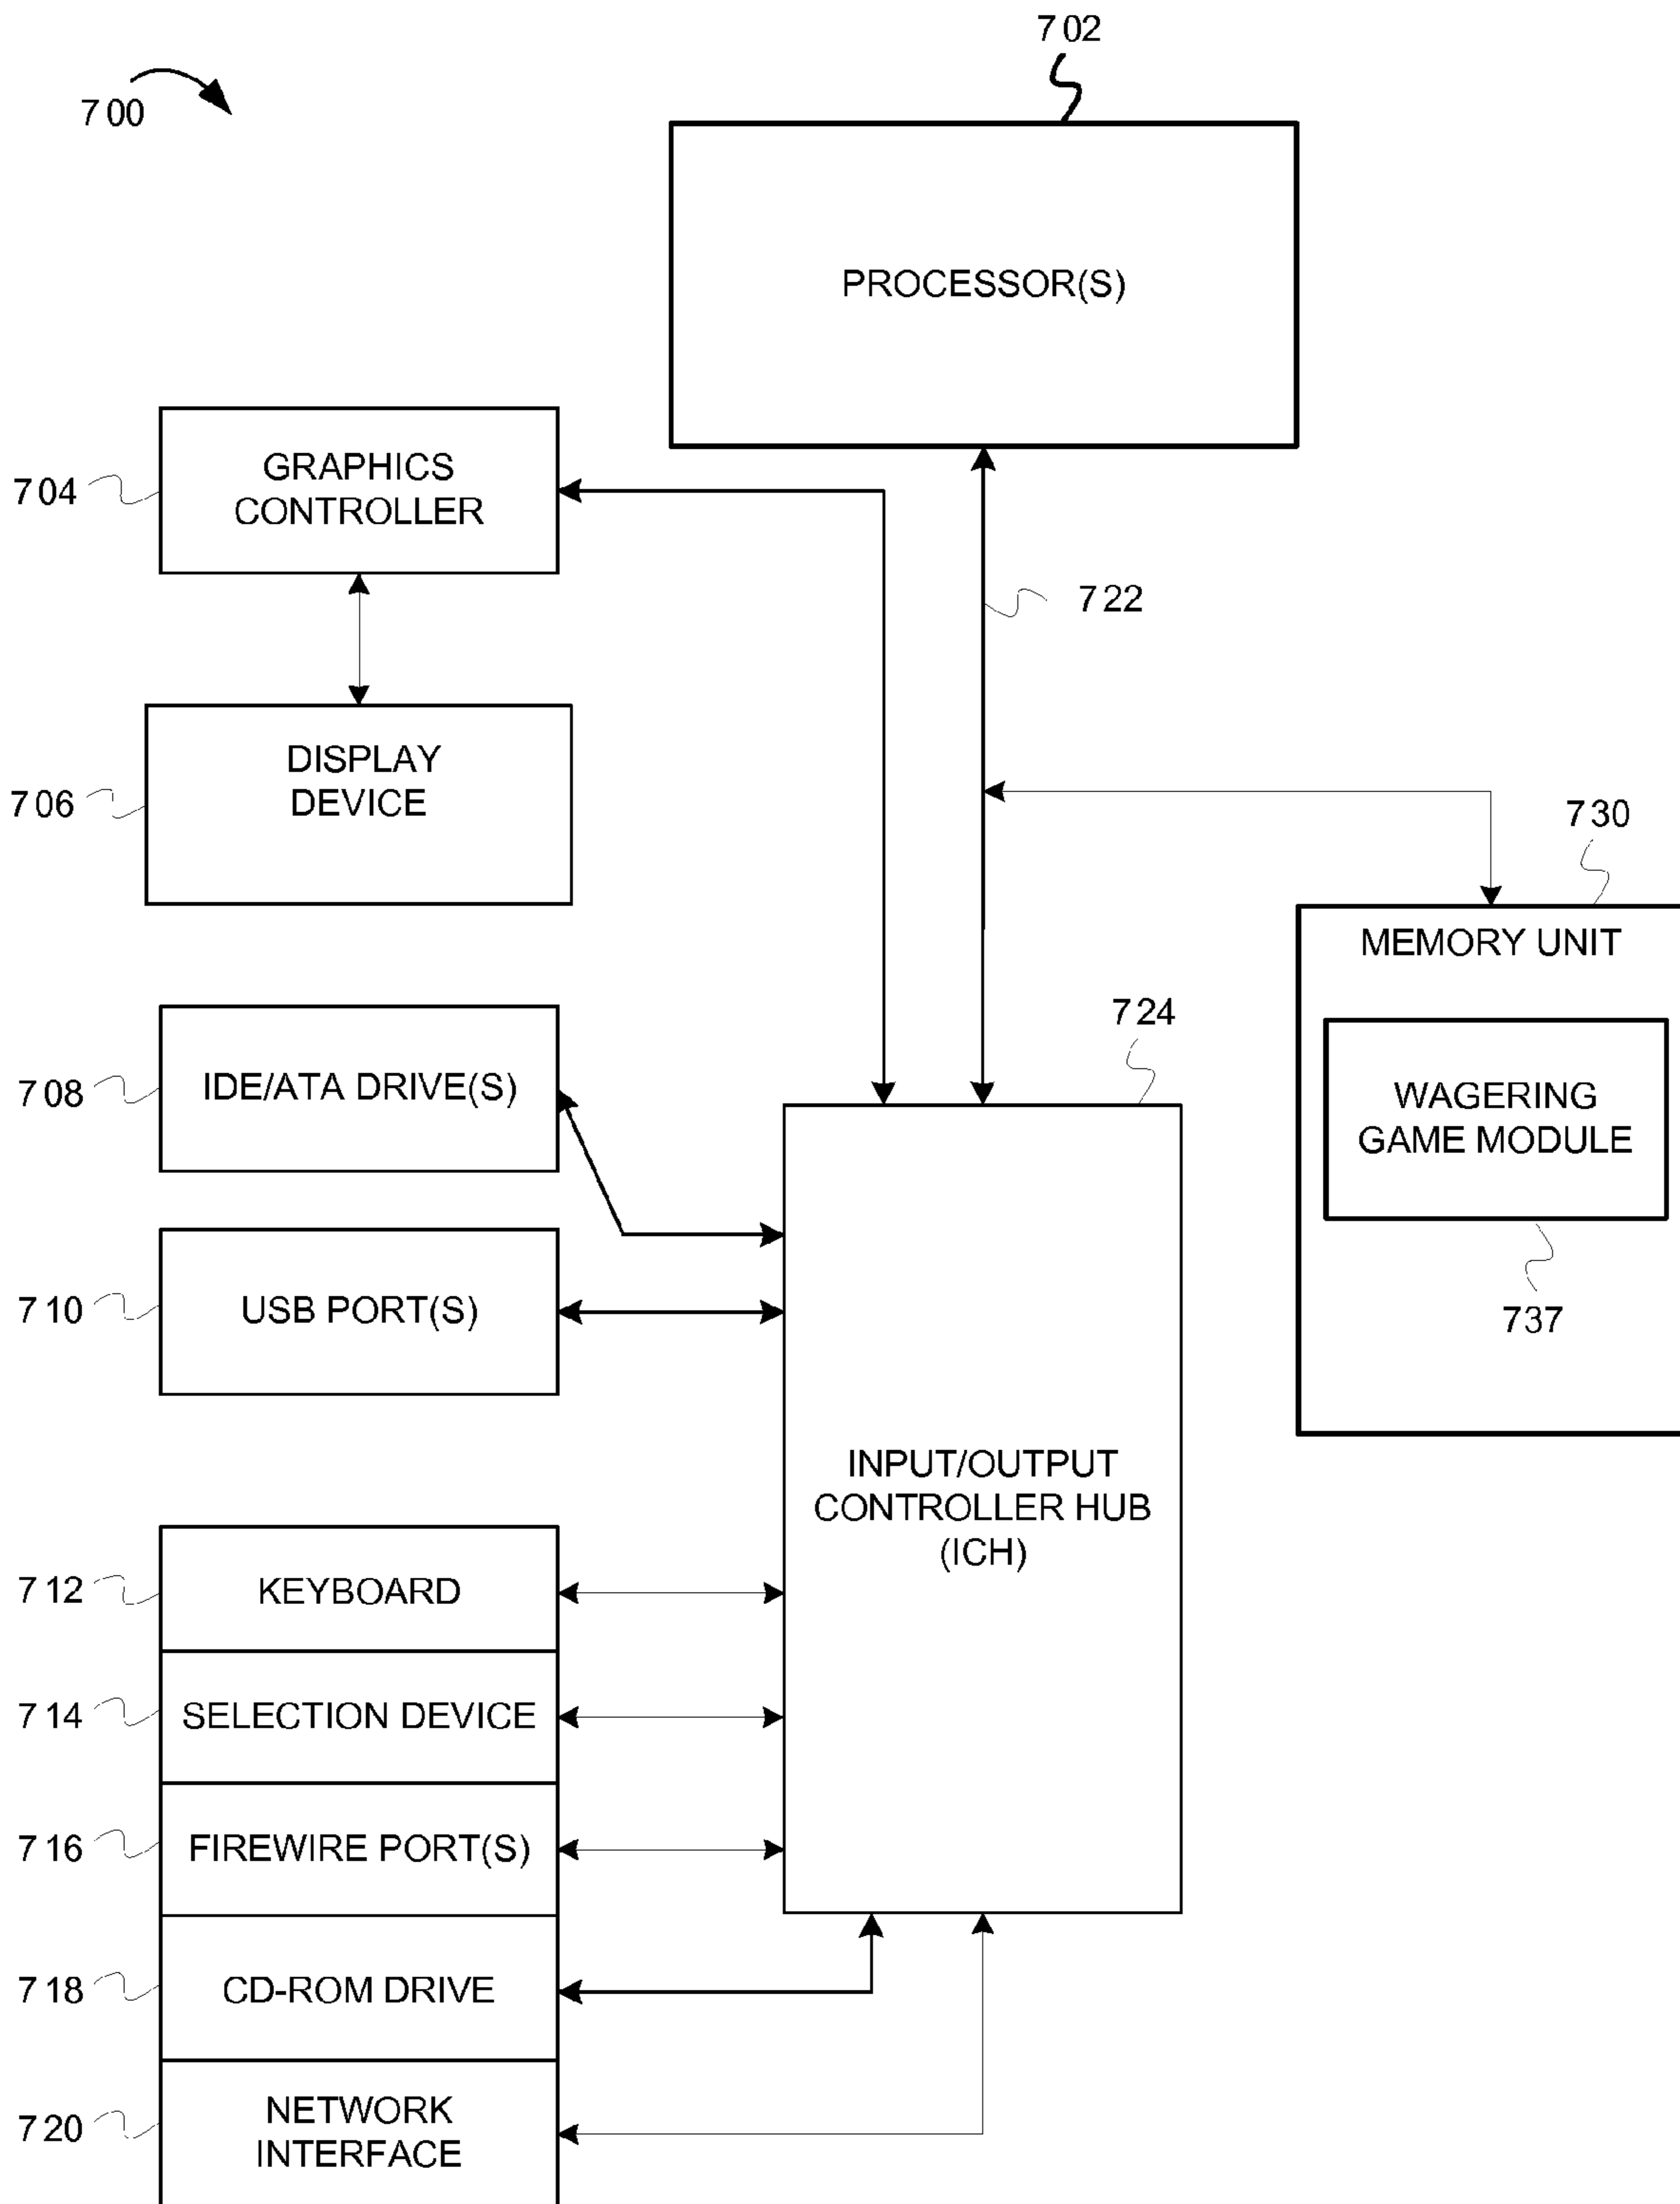 702
700
PROCESSOR(S)
704
GRAPHICS
CONTROLLER
722
706
DISPLAY
DEVICE
730
MEMORY UNIT
724
708
IDE/ATA DRIVE(S)
WAGERING
GAME MODULE
737
710
USB PORT(S)
INPUT/OUTPUT
CONTROLLER HUB
(ICH)
712
KEYBOARD
714
SELECTION DEVICE
716
FIREWIRE PORT(S)
718
CD-ROM DRIVE
720
NETWORK
INTERFACE